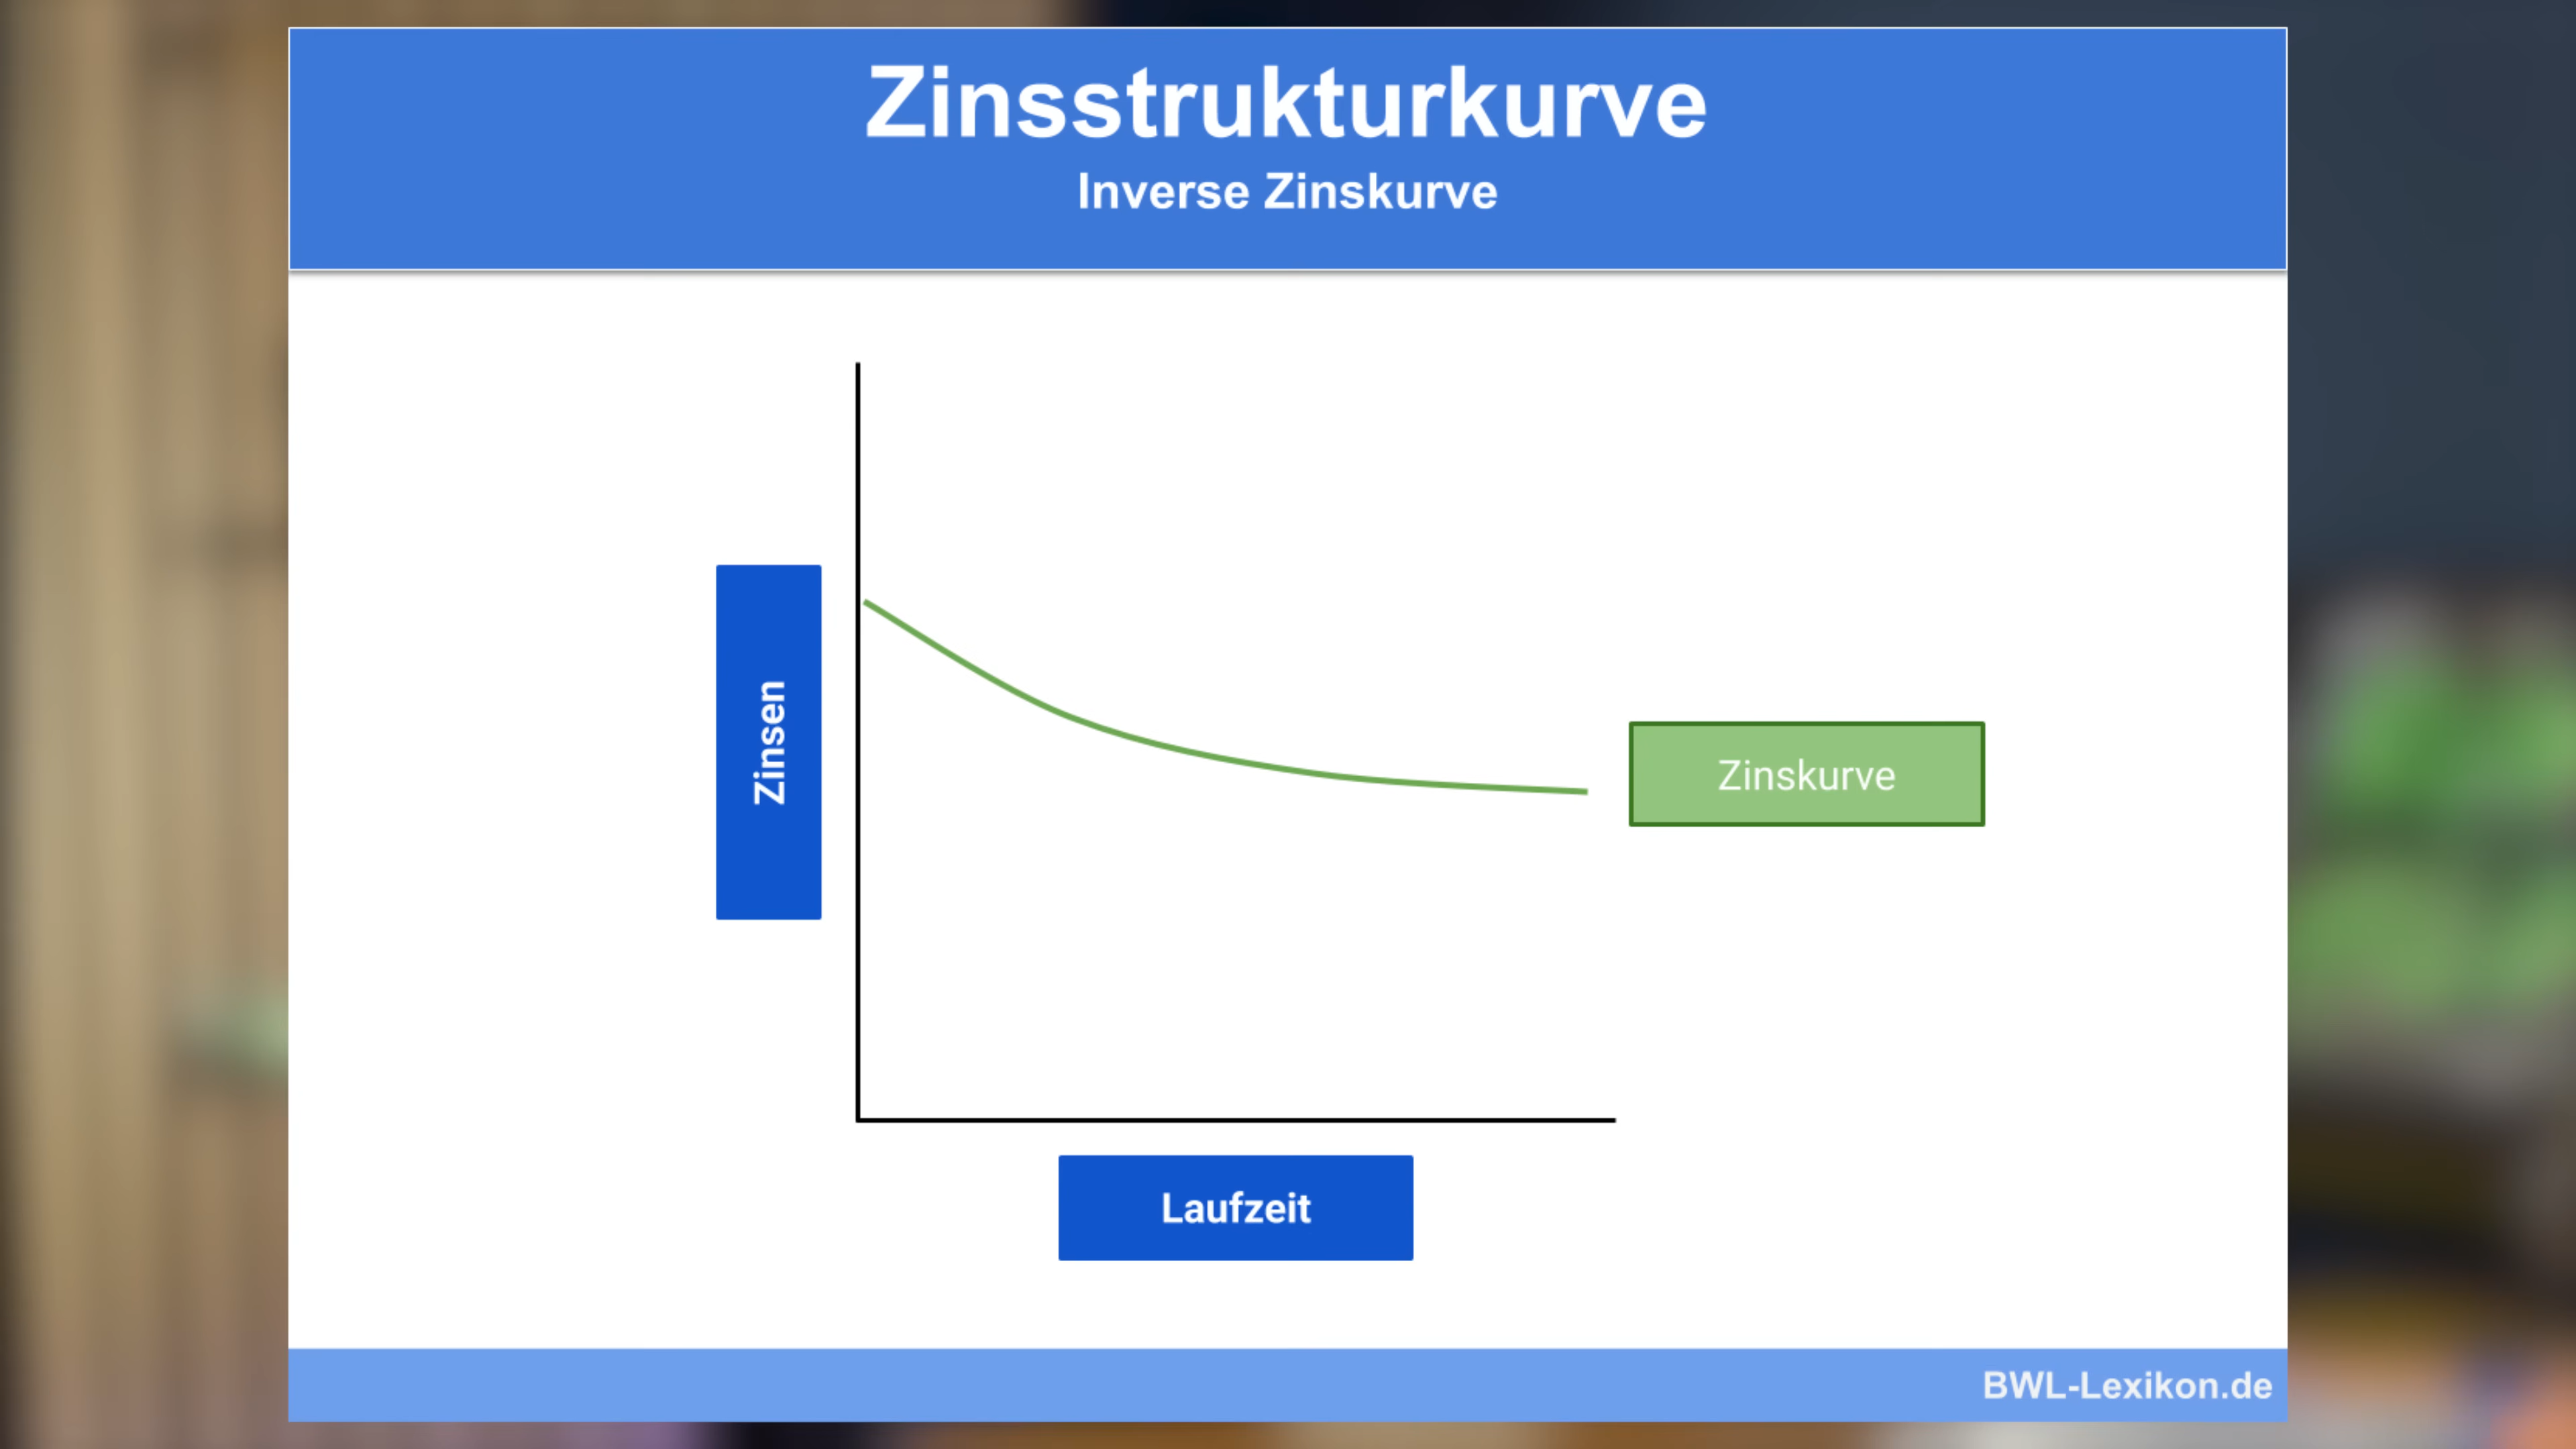 Zinsstrukturkurve
Inverse Zinskurve
Zinsen
Zinskurve
Laufzeit
BWL-Lexikon.de